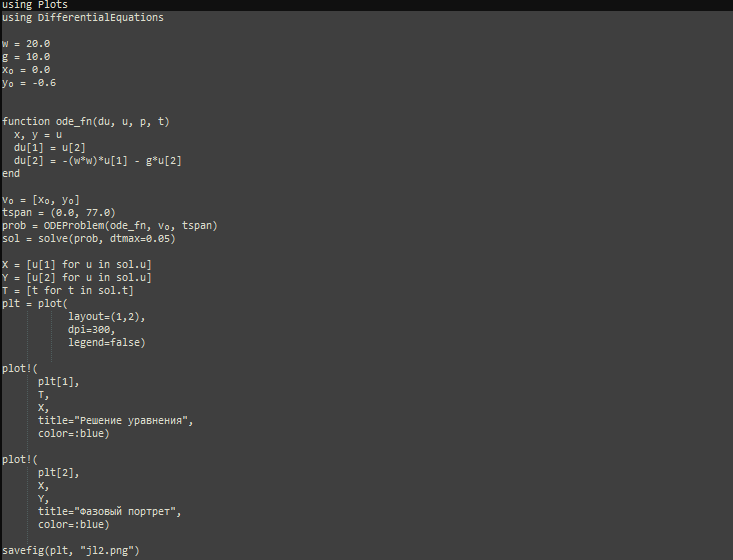 using Plots
using DifferentialEquations
w = 20.0
g = 10.0
x₀ = 0.0
y₀ = -0.6
function ode_fn(du, u, p, t)
  x, y = u
  du[1] = u[2]
  du[2] = -(w*w)*u[1] - g*u[2]
end
v₀ = [x₀, y₀]
tspan = (0.0, 77.0)
prob = ODEProblem(ode_fn, v₀, tspan)
sol = solve(prob, dtmax=0.05)
X = [u[1] for u in sol.u]
Y = [u[2] for u in sol.u]
T = [t for t in sol.t]
plt = plot(
           layout=(1,2),
           dpi=300,
           legend=false)
plot!(
      plt[1],
      T,
      X,
      title="Решение уравнения",
      color=:blue)
plot!(
      plt[2],
      X,
      Y,
      title="Фазовый портрет",
      color=:blue)
savefig(plt, "jl2.png")